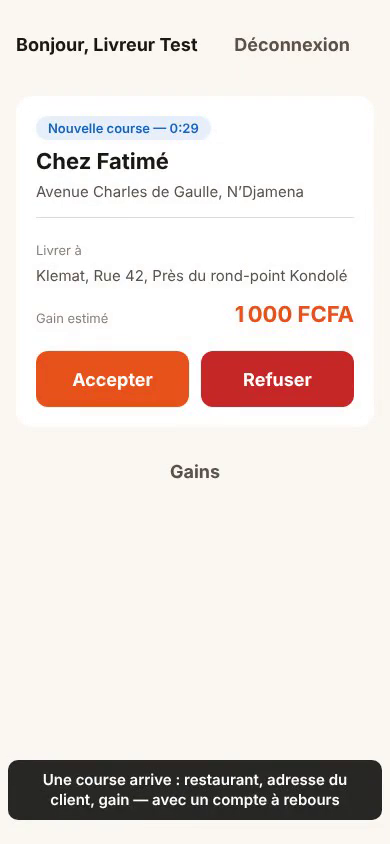 Bonjour, Livreur Test
Déconnexion
Nouvelle course — 0:29
Chez Fatimé
Avenue Charles de Gaulle, N’Djamena
Livrer à
Klemat, Rue 42, Près du rond-point Kondolé
Gain estimé
1 000 FCFA
Accepter
Refuser
Gains
Une course arrive : restaurant, adresse du
client, gain — avec un compte à rebours